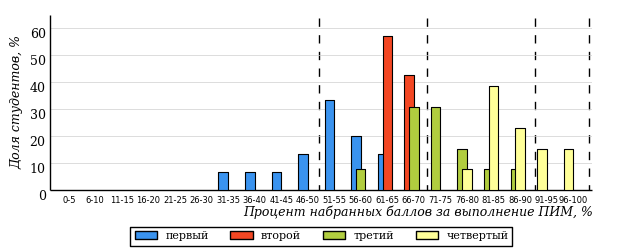 Доля студентов, %
60
50
40
30
20
10
0
0-5 6-10 11-15 16-20 21-25 26-30 31-35 36-40 41-45 46-50 51-55 56-60 61-65 66-70 71-75 76-80 81-85 86-90 91-95 96-100
Процент набранных баллов за выполнение ПИМ, %
первый второй третий четвертый